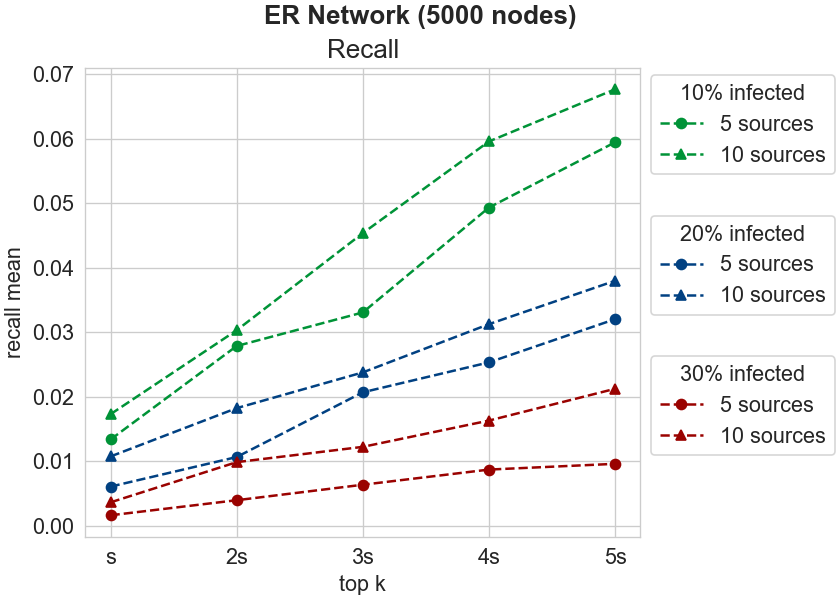 ER Network (5000 nodes)
Recall
0.07
0.06
0.05
0.04
0.03
0.02
0.01
0.00
recall mean
s 2s 3s 4s 5s
top k
10% infected
5 sources
10 sources
20% infected
5 sources
10 sources
30% infected
5 sources
10 sources